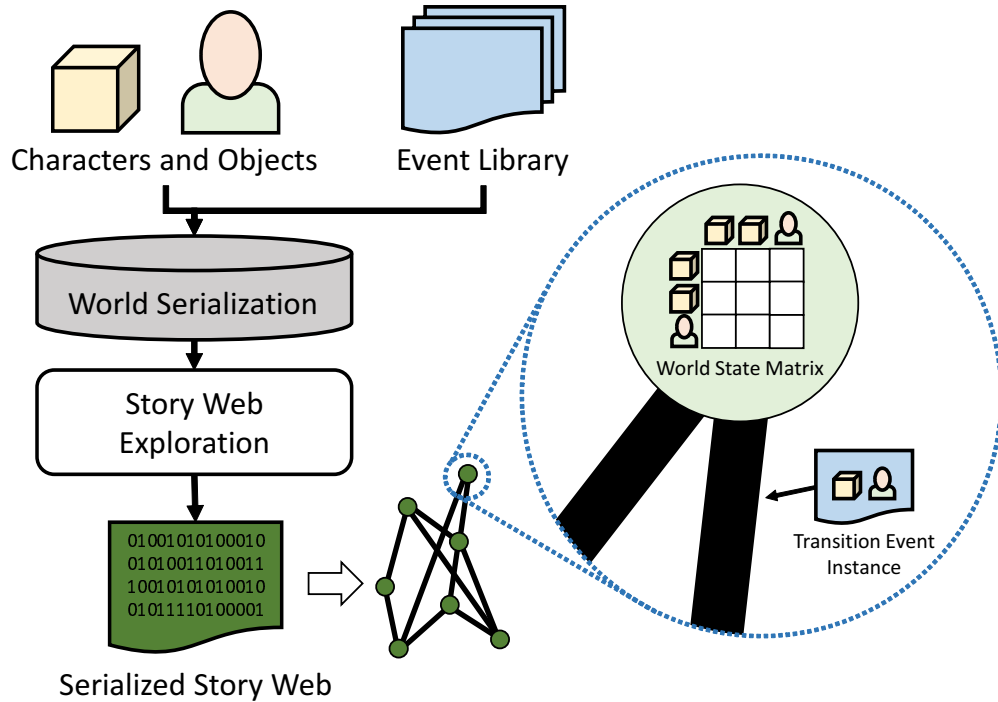 Characters and Objects
Event Library
World Serialization
Story Web
Exploration
01001010100010
01010011010011
10010101010010
01011110100001
Serialized Story Web
World State Matrix
Transition Event
Instance